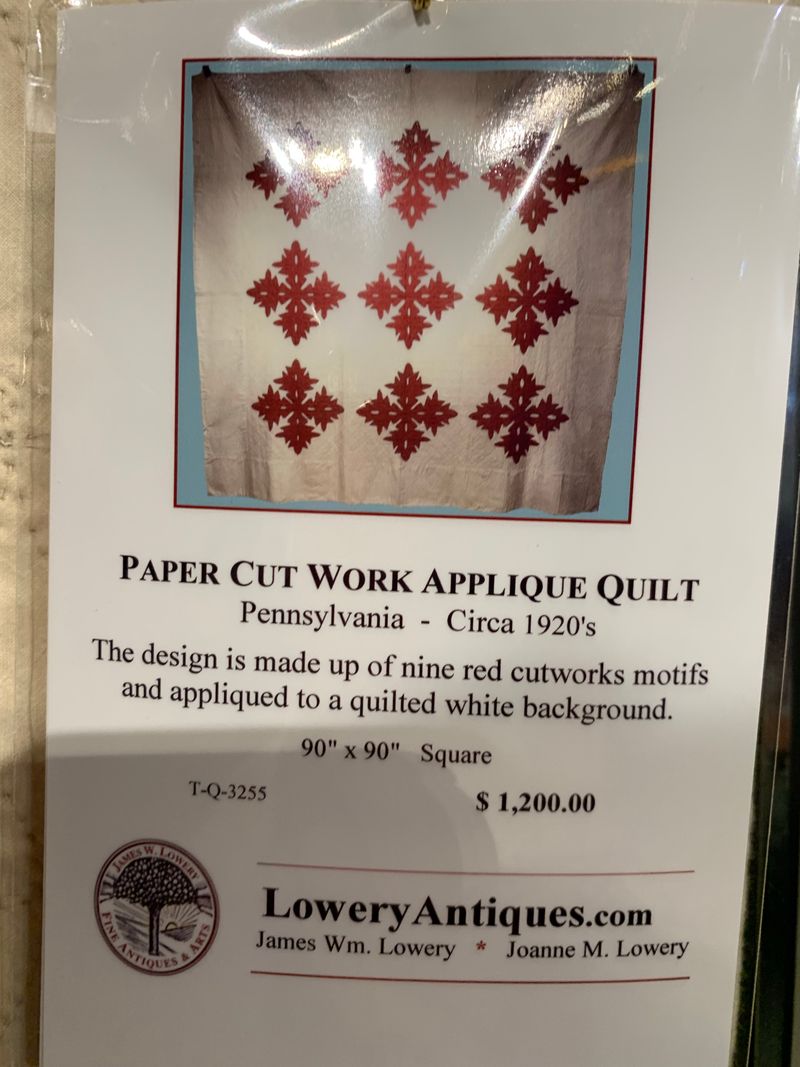 PAPER CUT WORK APPLIQUE QUILT
Pennsylvania - Circa 1920's
The design is made up of nine red cutworks motifs
and appliqued to a quilted white background.
90" x 90" Square
T-Q-3255
$ 1,200.00
JAMES W. LOWERY
FINE ANTIQUES & ARTS
LoweryAntiques.com
James Wm. Lowery * Joanne M. Lowery